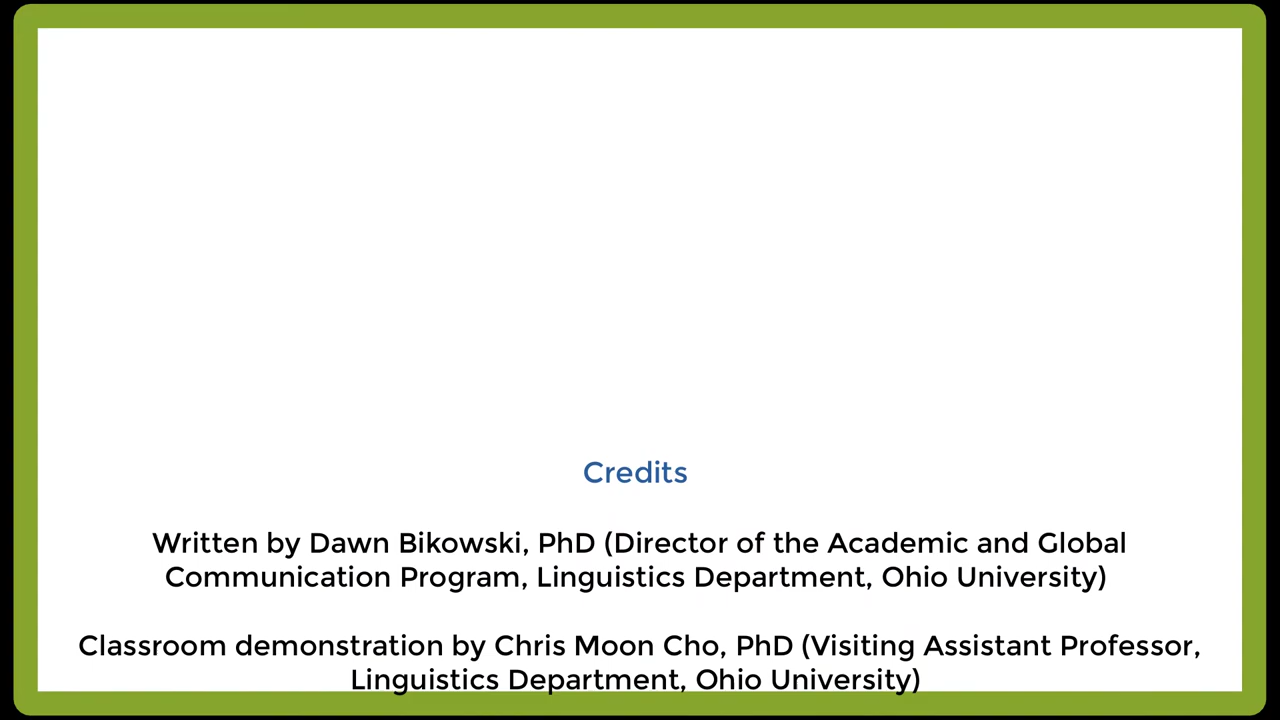 Credits
Written by Dawn Bikowski, PhD (Director of the Academic and Global
Communication Program, Linguistics Department, Ohio University)
Classroom demonstration by Chris Moon Cho, PhD (Visiting Assistant Professor,
Linguistics Department, Ohio University)